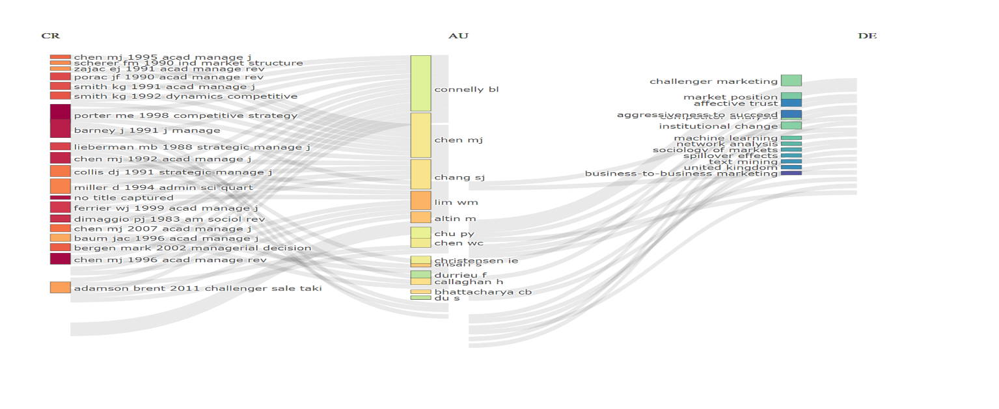 CR
AU
DE
chen mj 1995 acad manage j
scherer fm 1990 ind market structure
zajac ej 1991 acad manage rev
porac jf 1990 acad manage rev
smith kg 1991 acad manage j
smith kg 1992 dynamics competitive
porter me 1998 competitive strategy
barney j 1991 j manage
lieberman mb 1988 strategic manage j
chen mj 1992 acad manage j
collis dj 1991 strategic manage j
miller d 1994 admin sci quart
no title captured
ferrier wj 1999 acad manage j
dimaggio pj 1983 am sociol rev
chen mj 2007 acad manage j
baum jac 1996 acad manage j
bergen mark 2002 managerial decision
chen mj 1996 acad manage rev
adamson brent 2011 challenger sale taki
connelly bl
chen mj
chang sj
lim wm
altin m
chu py
chen wc
christensen ie
ansari s
durrieu f
callaghan h
bhattacharya cb
du s
challenger marketing
market position
affective trust
aggressiveness to succeed
competitor analysis
institutional change
machine learning
network analysis
sociology of markets
spillover effects
text mining
united kingdom
business-to-business marketing